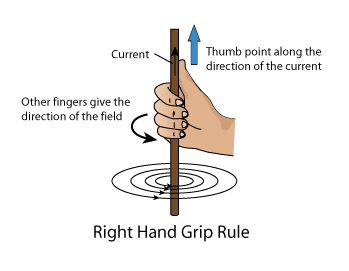 Current
Thumb point along the
direction of the current
Other fingers give the
direction of the field
Right Hand Grip Rule